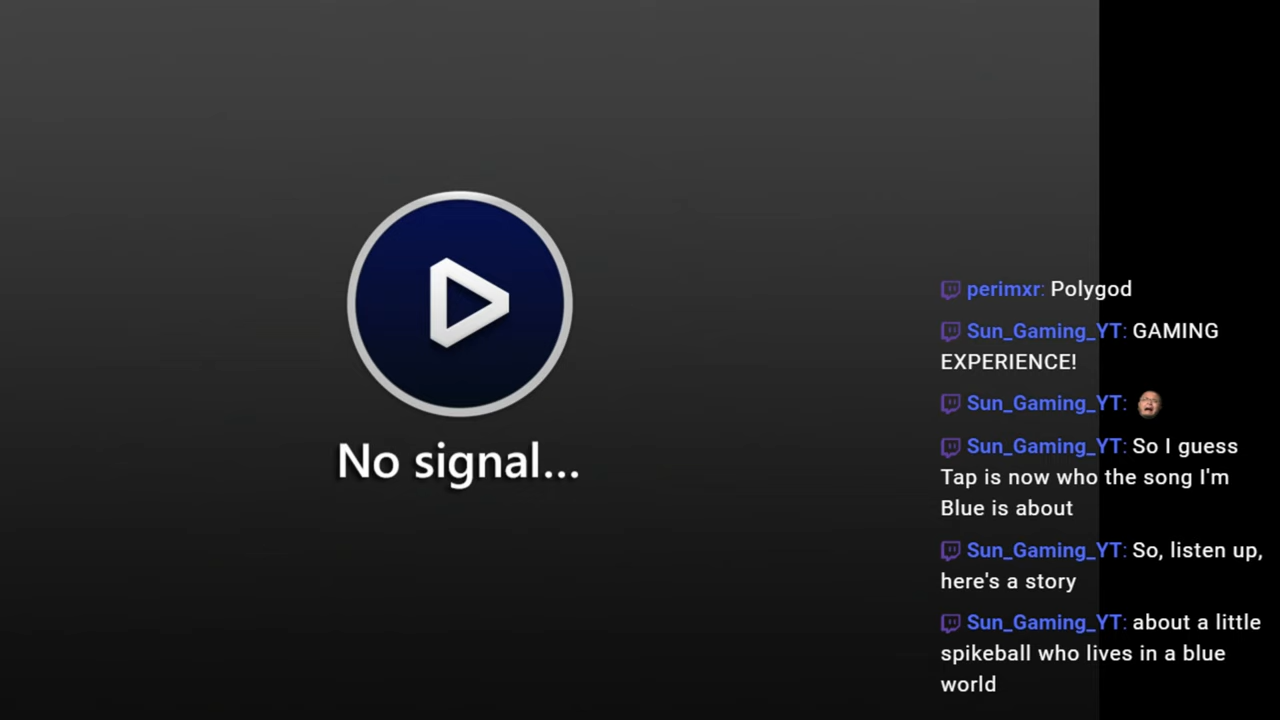 No signal...
perimxr: Polygod
Sun_Gaming_YT: GAMING
EXPERIENCE!
Sun_Gaming_YT:
Sun_Gaming_YT: So I guess
Tap is now who the song I'm
Blue is about
Sun_Gaming_YT: So, listen up,
here's a story
Sun_Gaming_YT: about a little
spikeball who lives in a blue
world